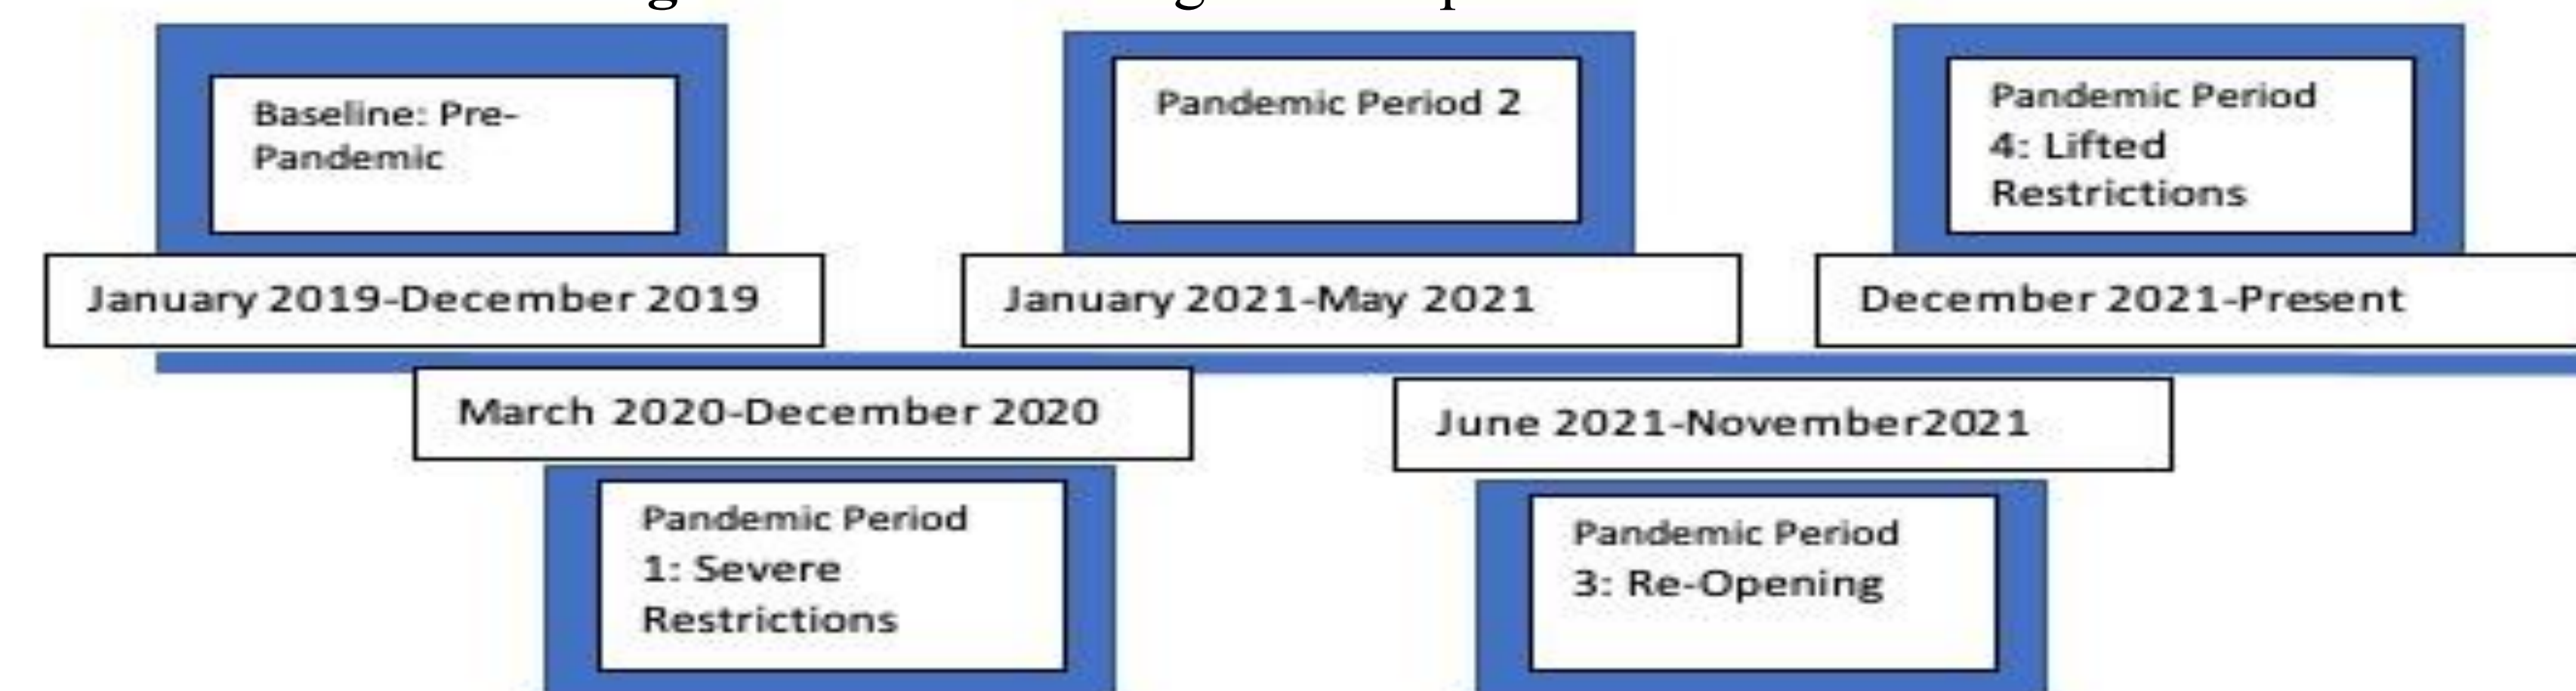 Baseline: Pre-
Pandemic
January 2019-December 2019
Pandemic Period 2
January 2021-May 2021
Pandemic Period
4: Lifted
Restrictions
December 2021-Present
March 2020-December 2020
Pandemic Period
1: Severe
Restrictions
June 2021-November2021
Pandemic Period
3: Re-Opening